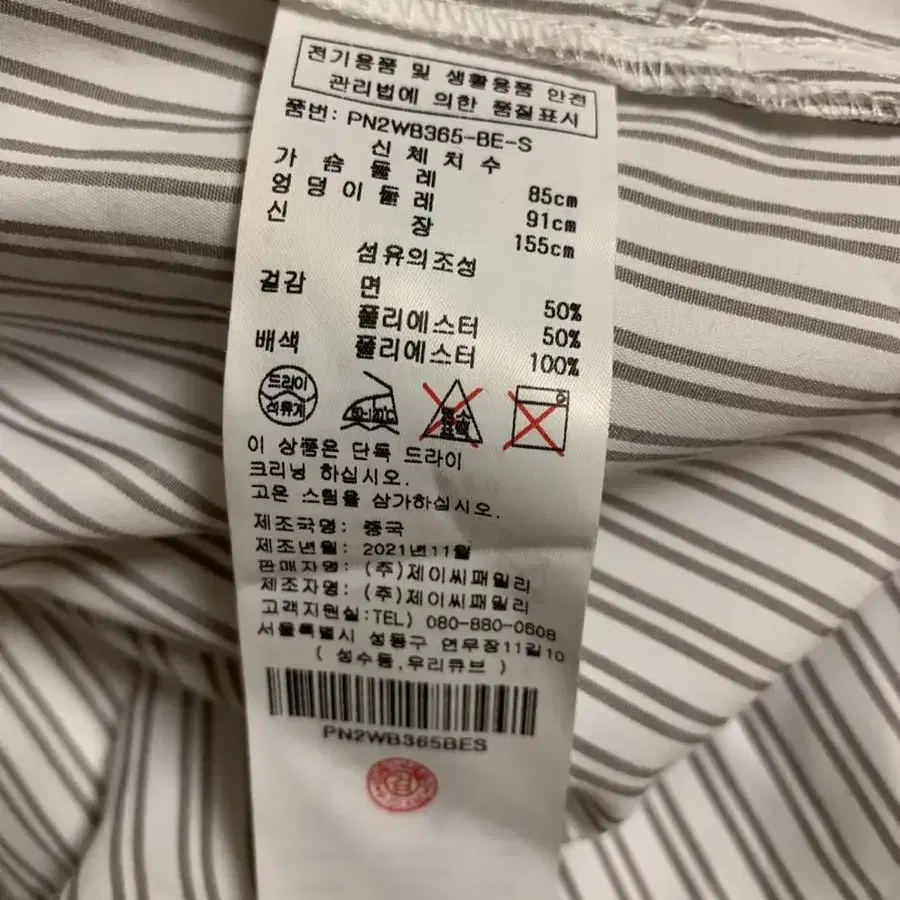 전기용품 및 생활용품 안전
관리법에 의한 품질표시
품번: PN2WB365-BE-S
신 체 치 수
가 슴 둘 레 85cm
엉 덩 이 둘 레 91cm
신 장 155cm
섬유의조성
겉감 면 50%
폴리에스터 50%
배색 폴리에스터 100%
드라이
석유계
이 상품은 단독 드라이
크리닝 하십시오.
고온 스팀을 삼가하십시오.
제조국명: 중국
제조년월: 2021년11월
판매자명: (주)제이씨패밀리
제조자명: (주)제이씨패밀리
고객지원실:TEL) 080-880-0608
서울특별시 성동구 연무장11길10
( 성수동,우리큐브 )
PN2WB365BES
검